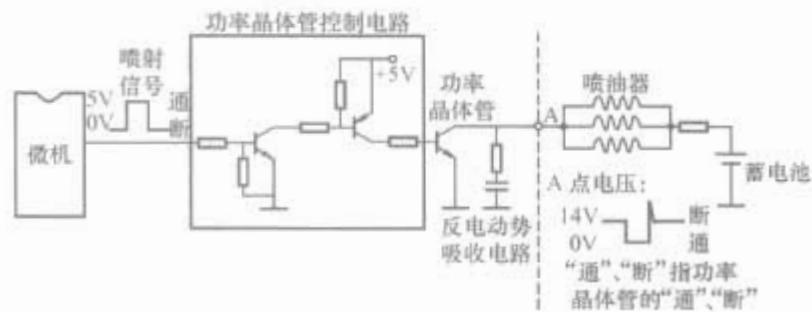 功率晶体管控制电路
喷射
信号
5V
0V
通
断
微机
+5V
功率
晶体管
A
喷油器
蓄电池
反电动势
吸收电路
A 点电压:
14V
0V
断
通
“通”、“断”指功率
晶体管的“通”、“断”